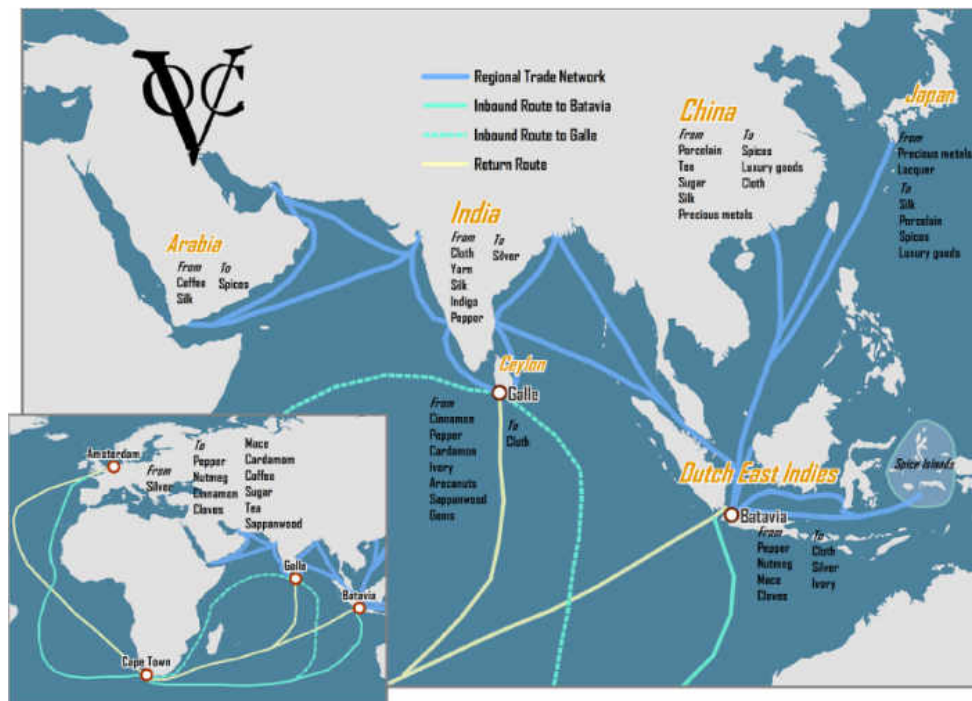 VOC
Regional Trade Network
Inbound Route to Batavia
Inbound Route to Galle
Return Route
Japan
From
Precious metals
Lacquer
To
Silk
Porcelain
Spices
Luxury goods
China
From
Porcelain
Tea
Sugar
Silk
Precious metals
To
Spices
Luxury goods
Cloth
India
From
Cloth
Yarn
Silk
Indigo
Pepper
To
Silver
Arabia
From
Coffee
Silk
To
Spices
Ceylon
Galle
From
Cinnamon
Pepper
Cardamon
Ivory
Arecanuts
Sappanwood
Gems
To
Cloth
Spice Islands
Dutch East Indies
Batavia
From
Pepper
Nutmeg
Mace
Cloves
To
Cloth
Silver
Ivory
Amsterdam
From
Silver
To
Pepper
Nutmeg
Cinnamon
Cloves
Mace
Cardamom
Coffee
Sugar
Tea
Sappanwood
Galle
Batavia
Cape Town